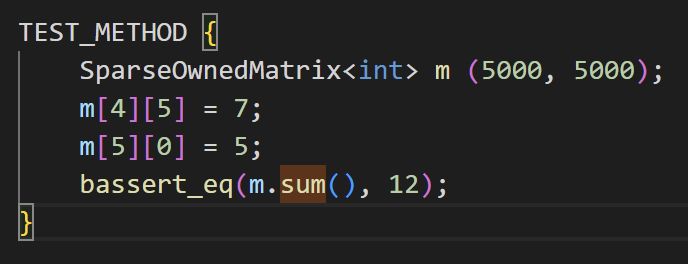 TEST_METHOD {
    SparseOwnedMatrix<int> m (5000, 5000);
    m[4][5] = 7;
    m[5][0] = 5;
    bassert_eq(m.sum(), 12);
}